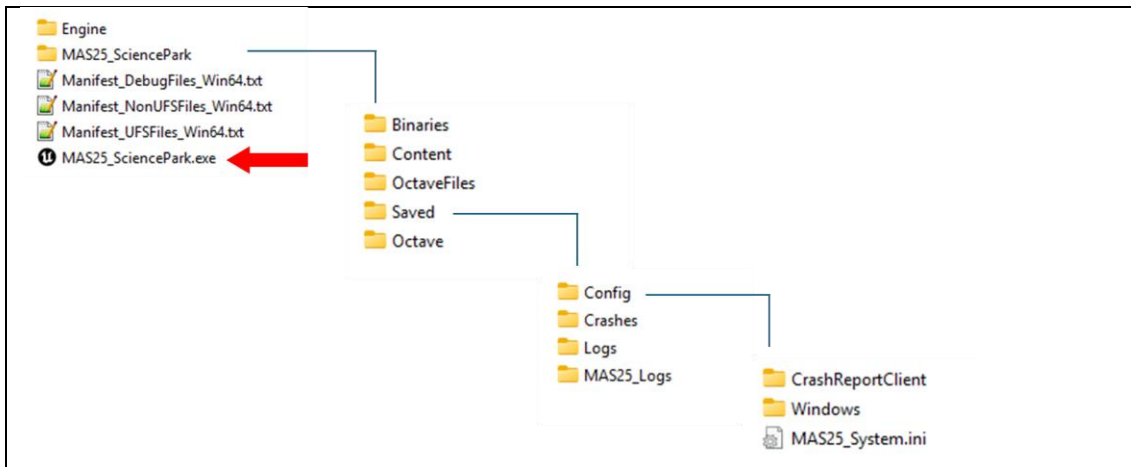 Engine
MAS25_SciencePark
Manifest_DebugFiles_Win64.txt
Manifest_NonUFSFiles_Win64.txt
Manifest_UFSFiles_Win64.txt
MAS25_SciencePark.exe
Binaries
Content
OctaveFiles
Saved
Octave
Config
Crashes
Logs
MAS25_Logs
CrashReportClient
Windows
MAS25_System.ini